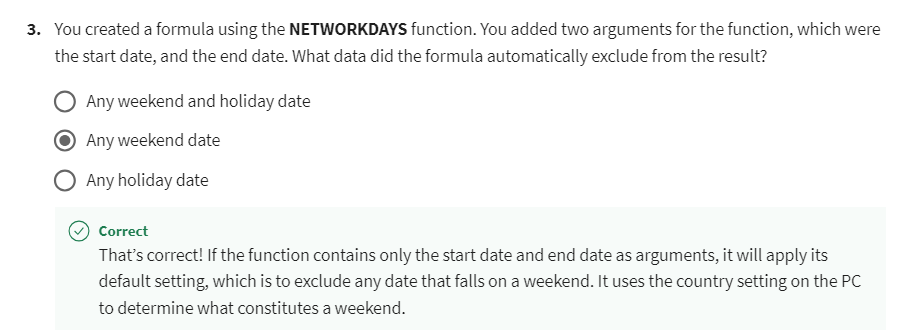 3. You created a formula using the NETWORKDAYS function. You added two arguments for the function, which were
the start date, and the end date. What data did the formula automatically exclude from the result?
Any weekend and holiday date
Any weekend date
Any holiday date
Correct
That's correct! If the function contains only the start date and end date as arguments, it will apply its
default setting, which is to exclude any date that falls on a weekend. It uses the country setting on the PC
to determine what constitutes a weekend.